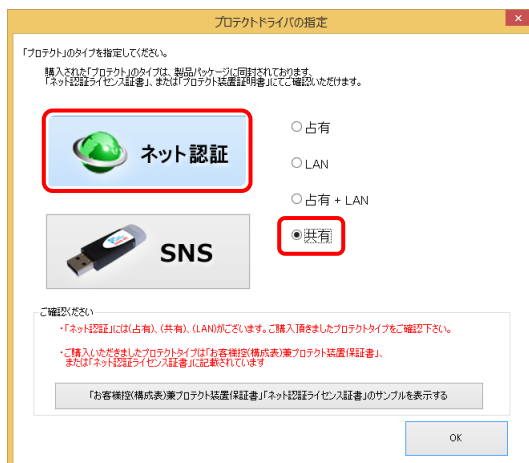 プロテクトドライバの指定
「プロテクト」のタイプを指定してください。
購入された「プロテクト」のタイプは、製品パッケージに同封されております、
「ネット認証ライセンス証書」、または「プロテクト装置証明書」にてご確認いただけます。
ネット認証
占有
LAN
占有 + LAN
共有
SNS
ご確認ください
・「ネット認証」には(占有)、(共有)、(LAN)がございます。ご購入頂きましたプロテクトタイプをご確認下さい。
・ご購入いただきましたプロテクトタイプは「お客様控(構成表)兼プロテクト装置保証書」、
または「ネット認証ライセンス証書」に記載されています
「お客様控(構成表)兼プロテクト装置保証書」「ネット認証ライセンス証書」のサンプルを表示する
OK